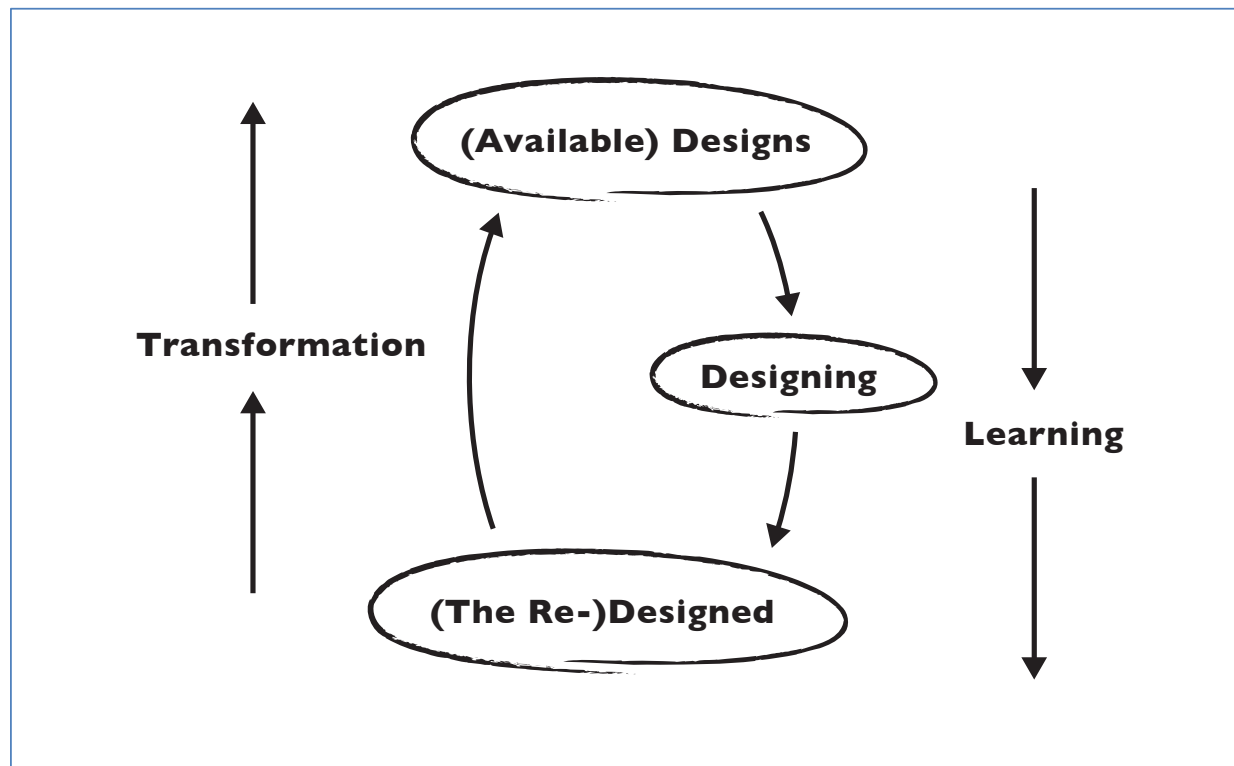 (Available) Designs
Transformation
Designing
Learning
(The Re-)Designed